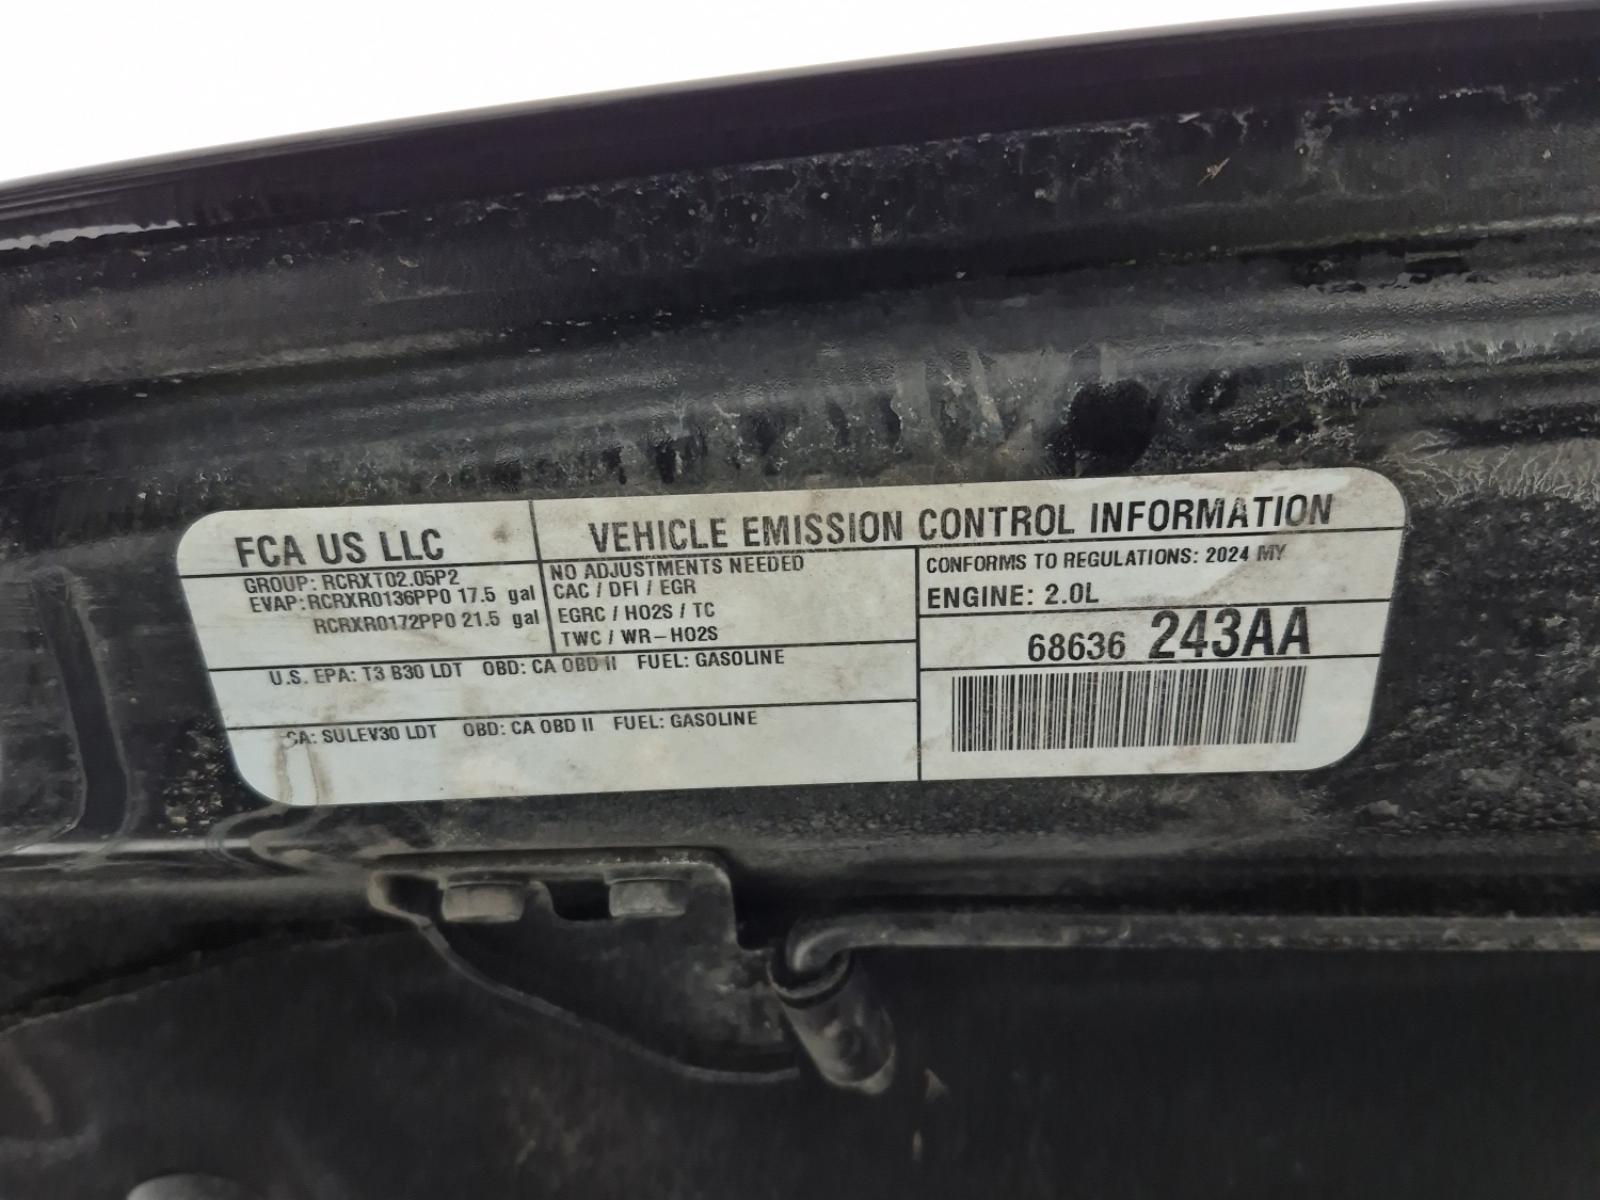 FCA US LLC
VEHICLE EMISSION CONTROL INFORMATION
GROUP: RCRXT02.05P2
EVAP: RCRXR0136PP0 17.5 gal
RCRXR0172PP0 21.5 gal
NO ADJUSTMENTS NEEDED
CAC / DFI / EGR
EGRC / HO2S / TC
TWC / WR-HO2S
CONFORMS TO REGULATIONS: 2024 MY
ENGINE: 2.0L
68636 243AA
U.S. EPA: T3 B30 LDT OBD: CA OBD II FUEL: GASOLINE
CA: SULEV30 LDT OBD: CA OBD II FUEL: GASOLINE